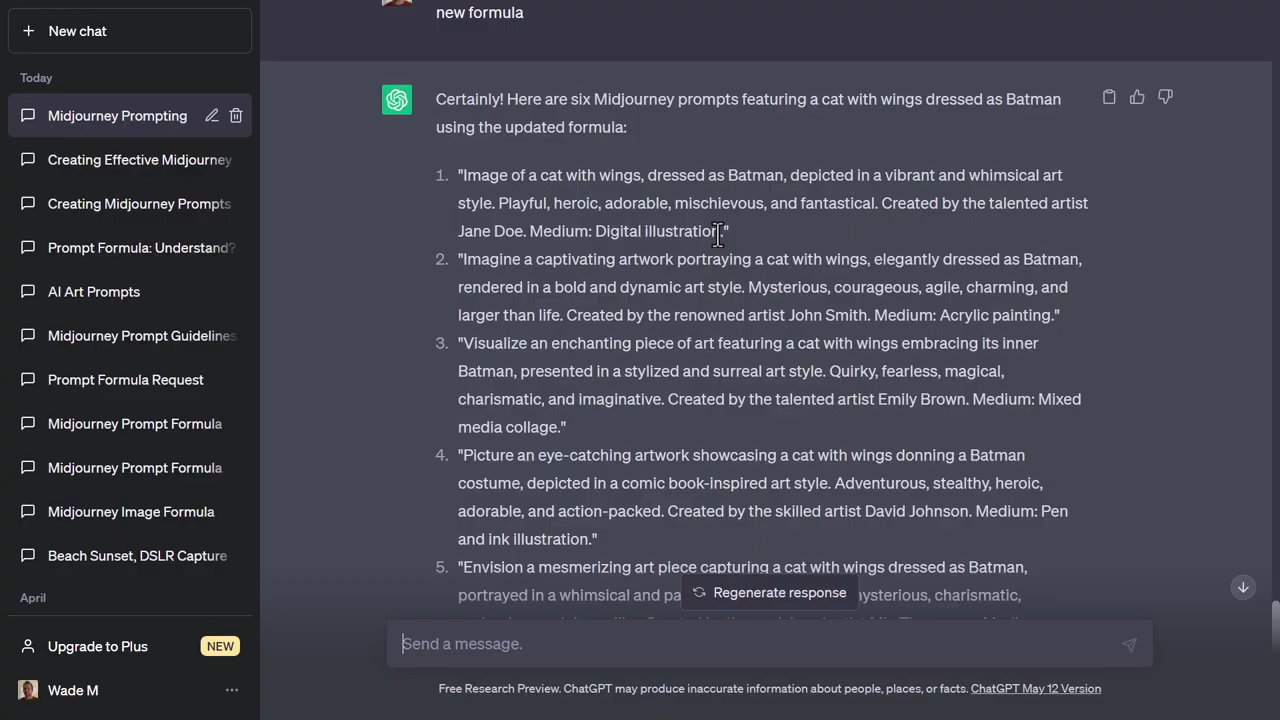 New chat
Today
Midjourney Prompting
Creating Effective Midjourney
Creating Midjourney Prompts
Prompt Formula: Understand?
AI Art Prompts
Midjourney Prompt Guidelines
Prompt Formula Request
Midjourney Prompt Formula
Midjourney Prompt Formula
Midjourney Image Formula
Beach Sunset, DSLR Capture
April
Upgrade to Plus NEW
Wade M
new formula
Certainly! Here are six Midjourney prompts featuring a cat with wings dressed as Batman
using the updated formula:
1. "Image of a cat with wings, dressed as Batman, depicted in a vibrant and whimsical art
style. Playful, heroic, adorable, mischievous, and fantastical. Created by the talented artist
Jane Doe. Medium: Digital illustration."
2. "Imagine a captivating artwork portraying a cat with wings, elegantly dressed as Batman,
rendered in a bold and dynamic art style. Mysterious, courageous, agile, charming, and
larger than life. Created by the renowned artist John Smith. Medium: Acrylic painting."
3. "Visualize an enchanting piece of art featuring a cat with wings embracing its inner
Batman, presented in a stylized and surreal art style. Quirky, fearless, magical,
charismatic, and imaginative. Created by the talented artist Emily Brown. Medium: Mixed
media collage."
4. "Picture an eye-catching artwork showcasing a cat with wings donning a Batman
costume, depicted in a comic book-inspired art style. Adventurous, stealthy, heroic,
adorable, and action-packed. Created by the skilled artist David Johnson. Medium: Pen
and ink illustration."
5. "Envision a mesmerizing art piece capturing a cat with wings dressed as Batman,
portrayed in a whimsical and charismatic,
Regenerate response
Send a message.
Free Research Preview. ChatGPT may produce inaccurate information about people, places, or facts. ChatGPT May 12 Version